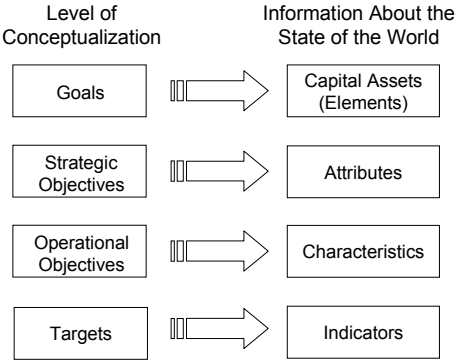 Level of
Conceptualization
Information About the
State of the World
Goals
Capital Assets
(Elements)
Strategic
Objectives
Attributes
Operational
Objectives
Characteristics
Targets
Indicators